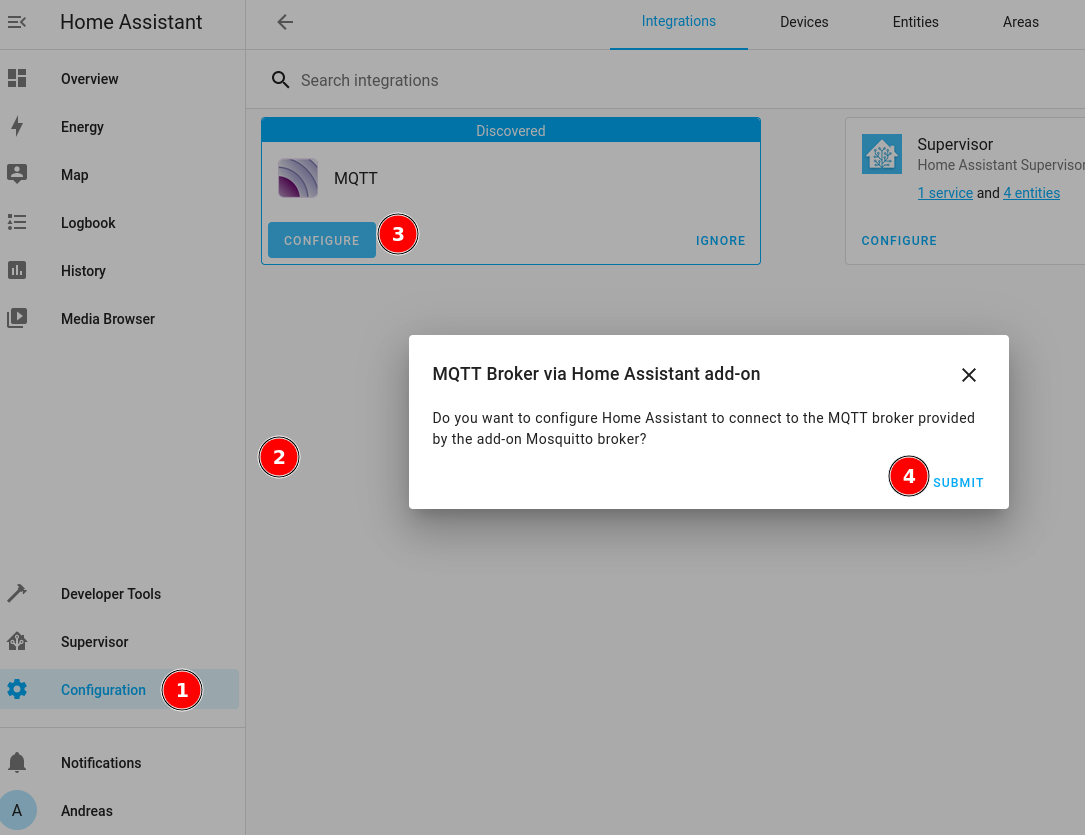 Home Assistant
Integrations
Devices
Entities
Areas
Overview
Energy
Map
Logbook
History
Media Browser
Developer Tools
Supervisor
Configuration
1
Notifications
A
Andreas
Search integrations
Discovered
MQTT
CONFIGURE
3
IGNORE
Supervisor
Home Assistant Supervisor
1 service and 4 entities
CONFIGURE
2
MQTT Broker via Home Assistant add-on
Do you want to configure Home Assistant to connect to the MQTT broker provided
by the add-on Mosquitto broker?
4
SUBMIT